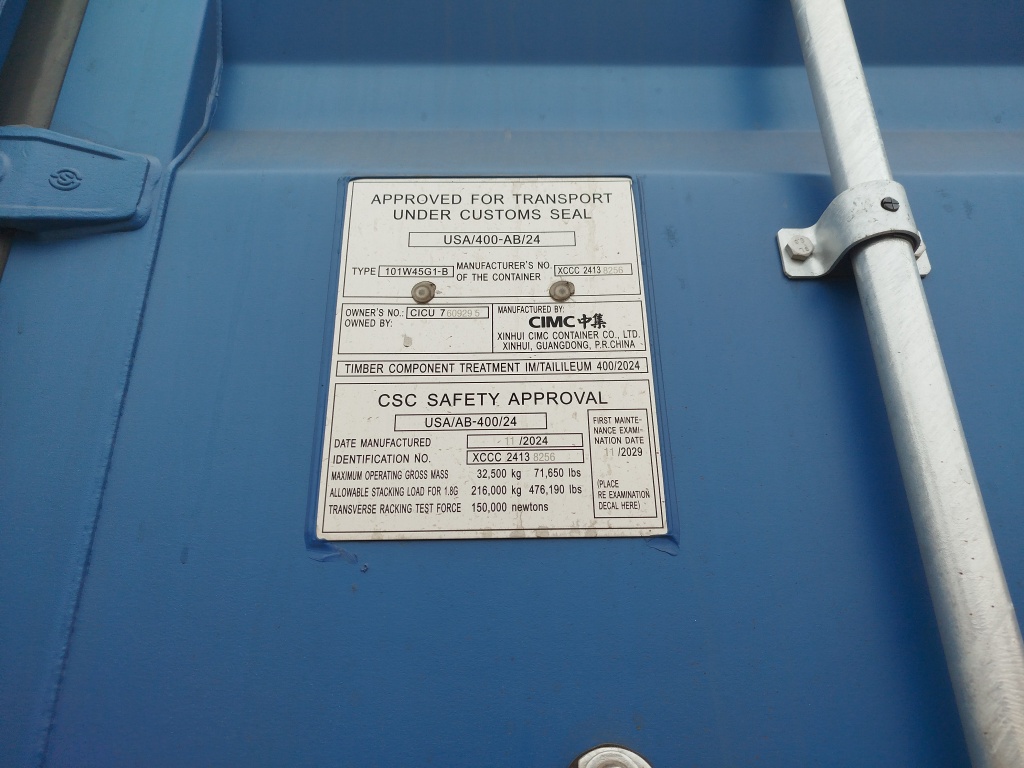 APPROVED FOR TRANSPORT
UNDER CUSTOMS SEAL
USA/400-AB/24
TYPE 101W45G1-B MANUFACTURER'S NO. OF THE CONTAINER XCCC 2413 8256
OWNER'S NO.: CICU 760929.5
OWNED BY:
MANUFACTURED BY:
CIMC中集
XINHUI CIMC CONTAINER CO., LTD.
XINHUI, GUANGDONG, P.R.CHINA
TIMBER COMPONENT TREATMENT IM/TAILILEUM 400/2024
CSC SAFETY APPROVAL
USA/AB-400/24
DATE MANUFACTURED 11 /2024
IDENTIFICATION NO. XCCC 2413 8256
MAXIMUM OPERATING GROSS MASS 32,500 kg 71,650 lbs
ALLOWABLE STACKING LOAD FOR 1.8G 216,000 kg 476,190 lbs
TRANSVERSE RACKING TEST FORCE 150,000 newtons
FIRST MAINTE-
NANCE EXAMI-
NATION DATE
11 /2029
(PLACE
RE EXAMINATION
DECAL HERE)